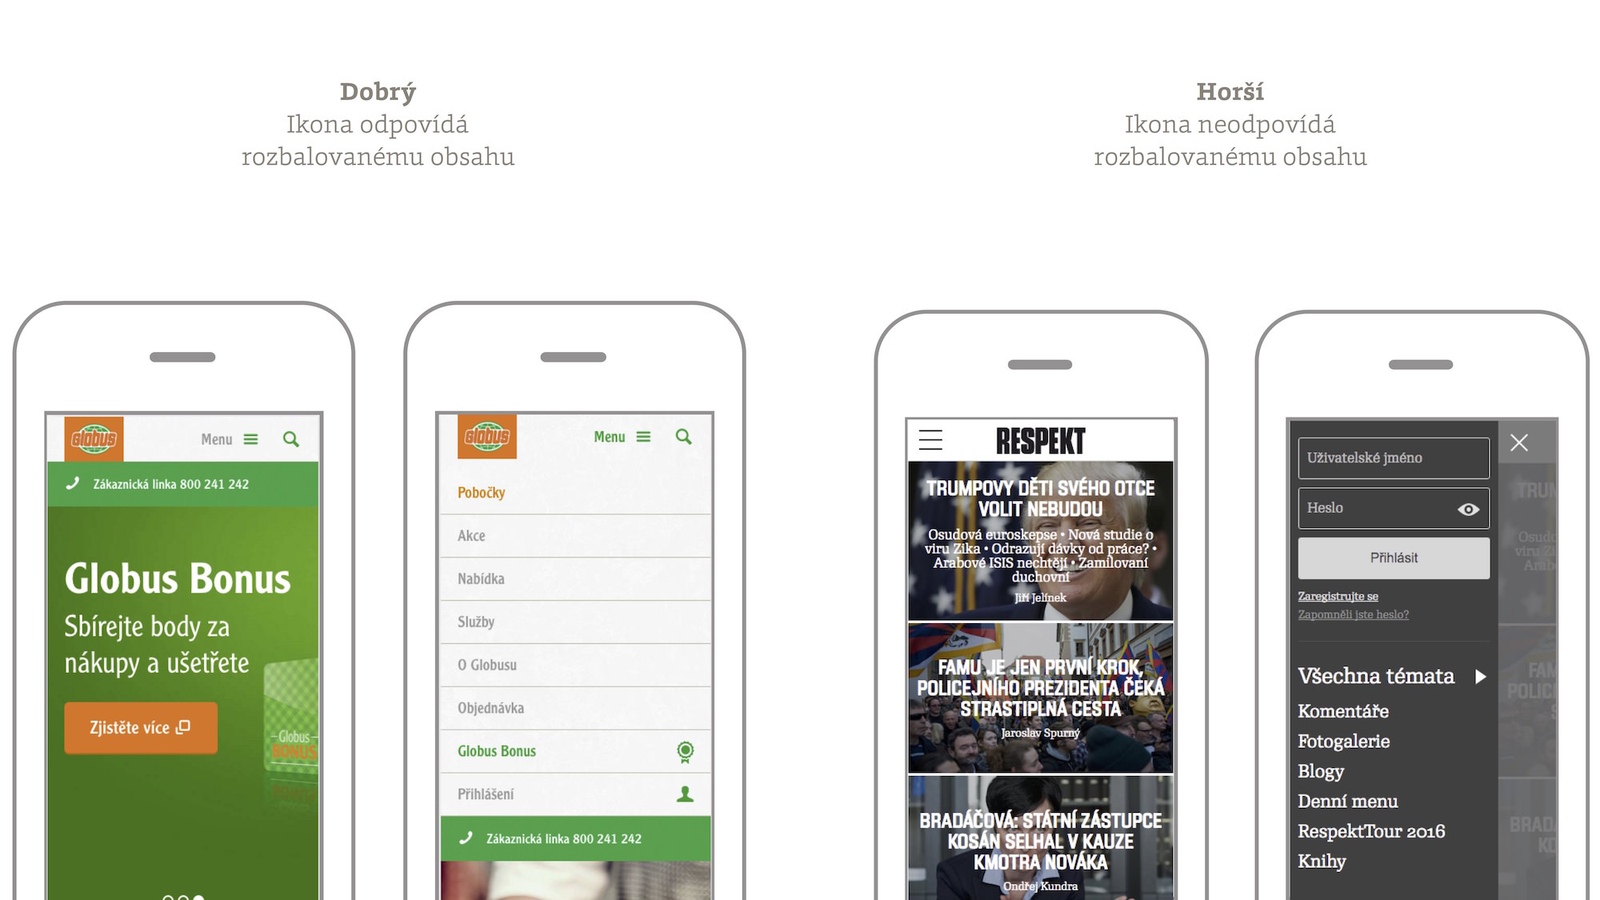 Dobrý
Ikona odpovídá
rozbalovanému obsahu
Horší
Ikona neodpovídá
rozbalovanému obsahu
Globus
Menu
Zákaznická linka 800 241 242
Globus Bonus
Sbírejte body za
nákupy a ušetřete
Zjistěte více
Globus
BONUS
Globus
Menu
Pobočky
Akce
Nabídka
Služby
O Globusu
Objednávka
Globus Bonus
Přihlášení
Zákaznická linka 800 241 242
RESPEKT
TRUMPOVY DĚTI SVÉHO OTCE
VOLIT NEBUDOU
Osudová euroskepse • Nová studie o
viru Zika • Odrazují dávky od práce? •
Arabové ISIS nechtějí • Zamilovaní
duchovní
Jiří Jelínek
FAMU JE JEN PRVNÍ KROK,
POLICEJNÍHO PREZIDENTA ČEKÁ
STRASTIPLNÁ CESTA
Jaroslav Spurný
BRADÁČOVÁ: STÁTNÍ ZÁSTUPCE
KOSÁN SELHAL V KAUZE
KMOTRA NOVÁKA
Ondřej Kundra
Uživatelské jméno
Heslo
Přihlásit
Zaregistrujte se
Zapomněli jste heslo?
Všechna témata
Komentáře
Fotogalerie
Blogy
Denní menu
RespektTour 2016
Knihy